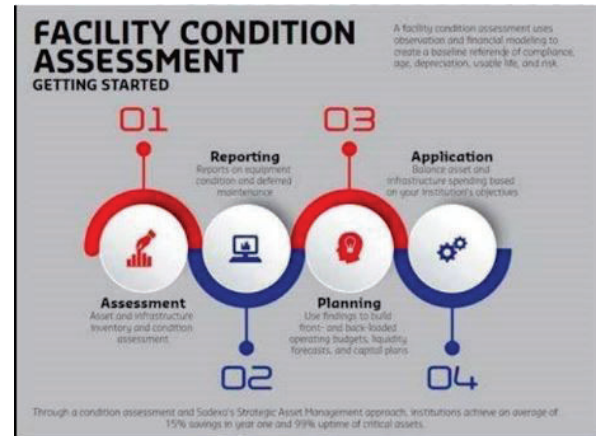 FACILITY CONDITION
ASSESSMENT
GETTING STARTED
A facility condition assessment uses
observation and financial modeling to
create a baseline reference of compliance,
age, depreciation, usable life, and risk.
01
03
Reporting
Reports on equipment
condition and deferred
maintenance
Application
Balance asset and
infrastructure spending based
on your institution's objectives
Assessment
Asset and infrastructure
inventory and condition
assessment
Planning
Use findings to build
front- and back-loaded
operating budgets, liquidity
forecasts, and capital plans
02
04
Through a condition assessment and Sodexo's Strategic Asset Management approach, institutions achieve an average of
15% savings in year one and 99% uptime of critical assets.